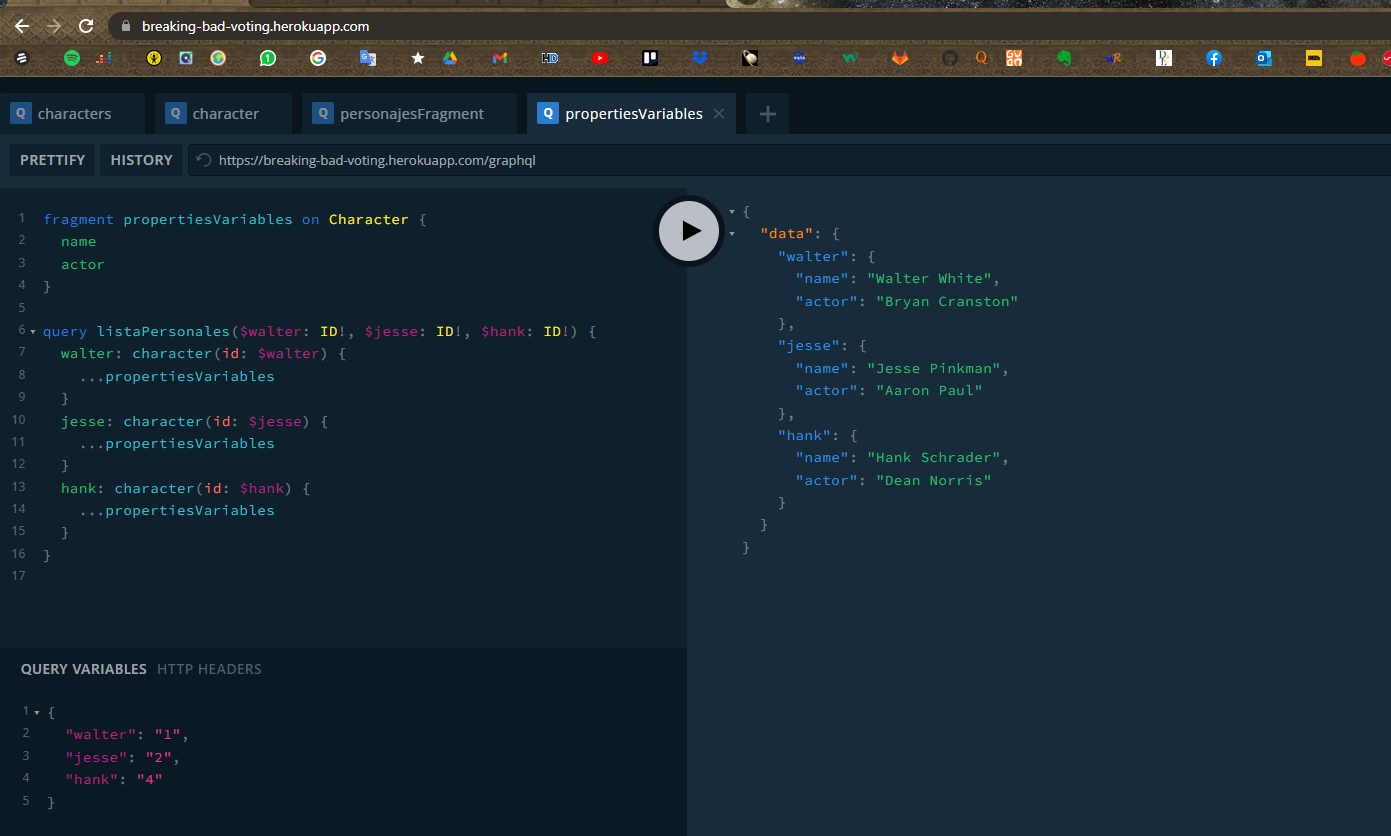 breaking-bad-voting.herokuapp.com
Q characters Q character Q personajesFragment Q propertiesVariables × +
PRETTIFY HISTORY https://breaking-bad-voting.herokuapp.com/graphql
1 fragment propertiesVariables on Character {
2 name
3 actor
4 }
5
6 query listaPersonales($walter: ID!, $jesse: ID!, $hank: ID!) {
7 walter: character(id: $walter) {
8 ...propertiesVariables
9 }
10 jesse: character(id: $jesse) {
11 ...propertiesVariables
12 }
13 hank: character(id: $hank) {
14 ...propertiesVariables
15 }
16 }
17
QUERY VARIABLES HTTP HEADERS
1 {
2 "walter": "1",
3 "jesse": "2",
4 "hank": "4"
5 }
{
"data": {
"walter": {
"name": "Walter White",
"actor": "Bryan Cranston"
},
"jesse": {
"name": "Jesse Pinkman",
"actor": "Aaron Paul"
},
"hank": {
"name": "Hank Schrader",
"actor": "Dean Norris"
}
}
}